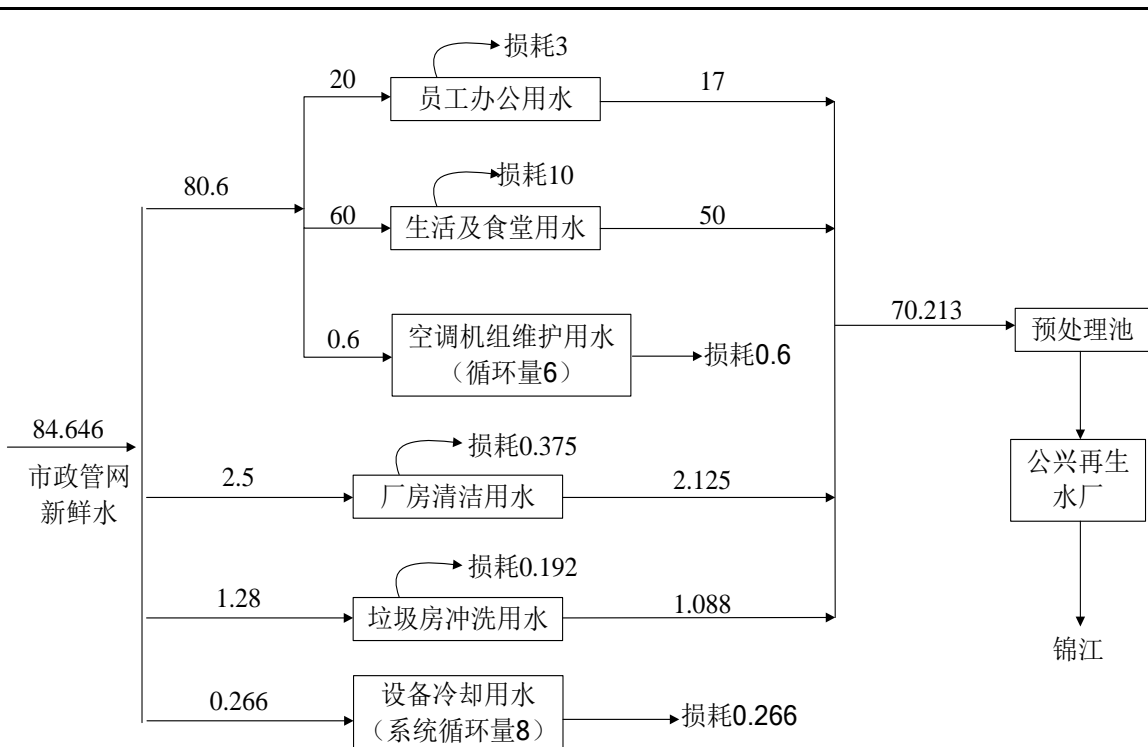 损耗3
20
员工办公用水
17
80.6
损耗10
60
生活及食堂用水
50
0.6
空调机组维护用水
（循环量6）
损耗0.6
70.213
预处理池
84.646
市政管网
新鲜水
损耗0.375
2.5
厂房清洁用水
2.125
公兴再生
水厂
损耗0.192
1.28
垃圾房冲洗用水
1.088
锦江
0.266
设备冷却用水
（系统循环量8）
损耗0.266